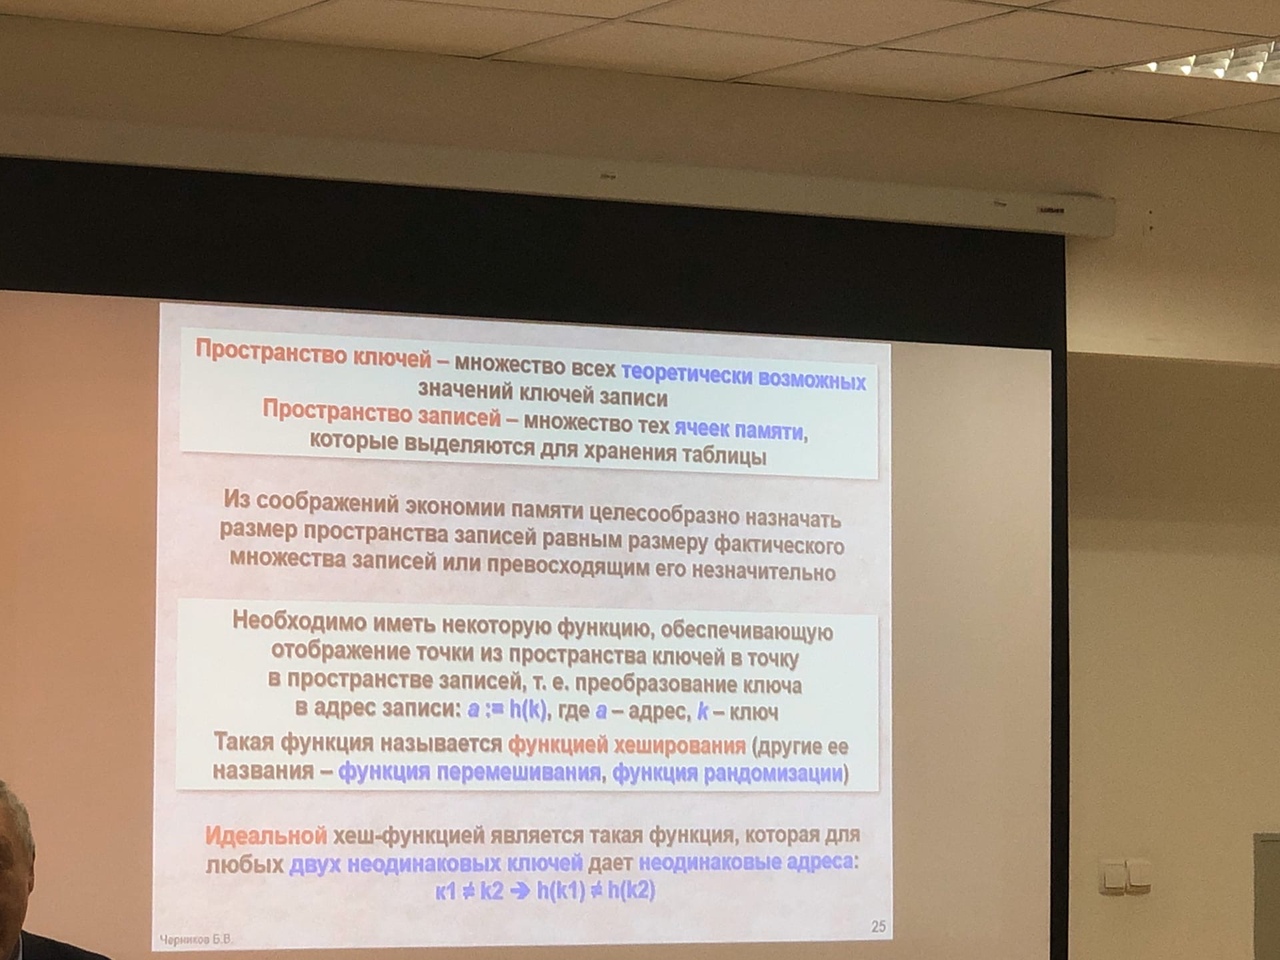 Пространство ключей – множество всех теоретически возможных
значений ключей записи
Пространство записей – множество тех ячеек памяти,
которые выделяются для хранения таблицы
Из соображений экономии памяти целесообразно назначать
размер пространства записей равным размеру фактического
множества записей или превосходящим его незначительно
Необходимо иметь некоторую функцию, обеспечивающую
отображение точки из пространства ключей в точку
в пространстве записей, т. е. преобразование ключа
в адрес записи: a := h(k), где a – адрес, k – ключ
Такая функция называется функцией хеширования (другие ее
названия – функция перемешивания, функция рандомизации)
Идеальной хеш-функцией является такая функция, которая для
любых двух неодинаковых ключей дает неодинаковые адреса:
к1 ≠ k2 ➔ h(k1) ≠ h(k2)
Черников Б.В.
25